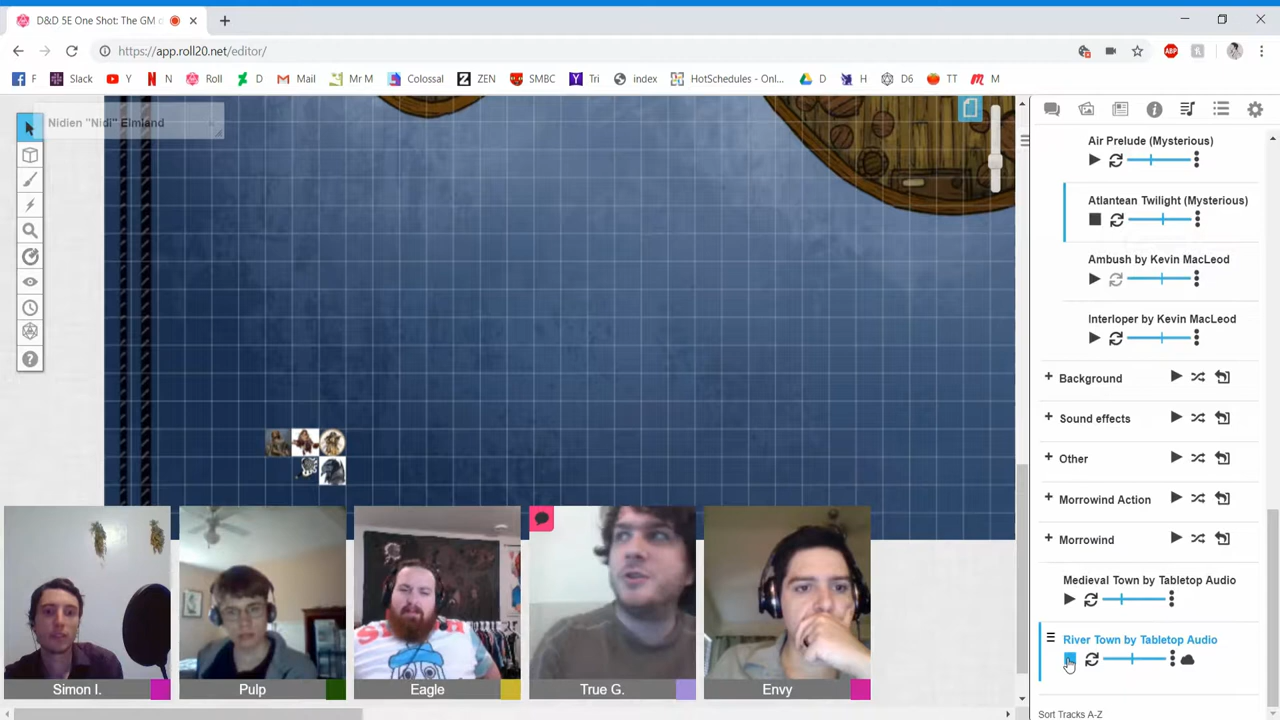 D&D 5E One Shot: The GM o
https://app.roll20.net/editor/
F
Slack
Y
N
Roll
D
Mail
Mr M
Colossal
ZEN
SMBC
Tri
index
HotSchedules - Onl...
D
H
D6
TT
M
ABP
Nidien "Nidi" Elmland
Air Prelude (Mysterious)
Atlantean Twilight (Mysterious)
Ambush by Kevin MacLeod
Interloper by Kevin MacLeod
Background
Sound effects
Other
Morrowind Action
Morrowind
Medieval Town by Tabletop Audio
River Town by Tabletop Audio
Sort Tracks A-Z
Simon I.
Pulp
Eagle
True G.
Envy